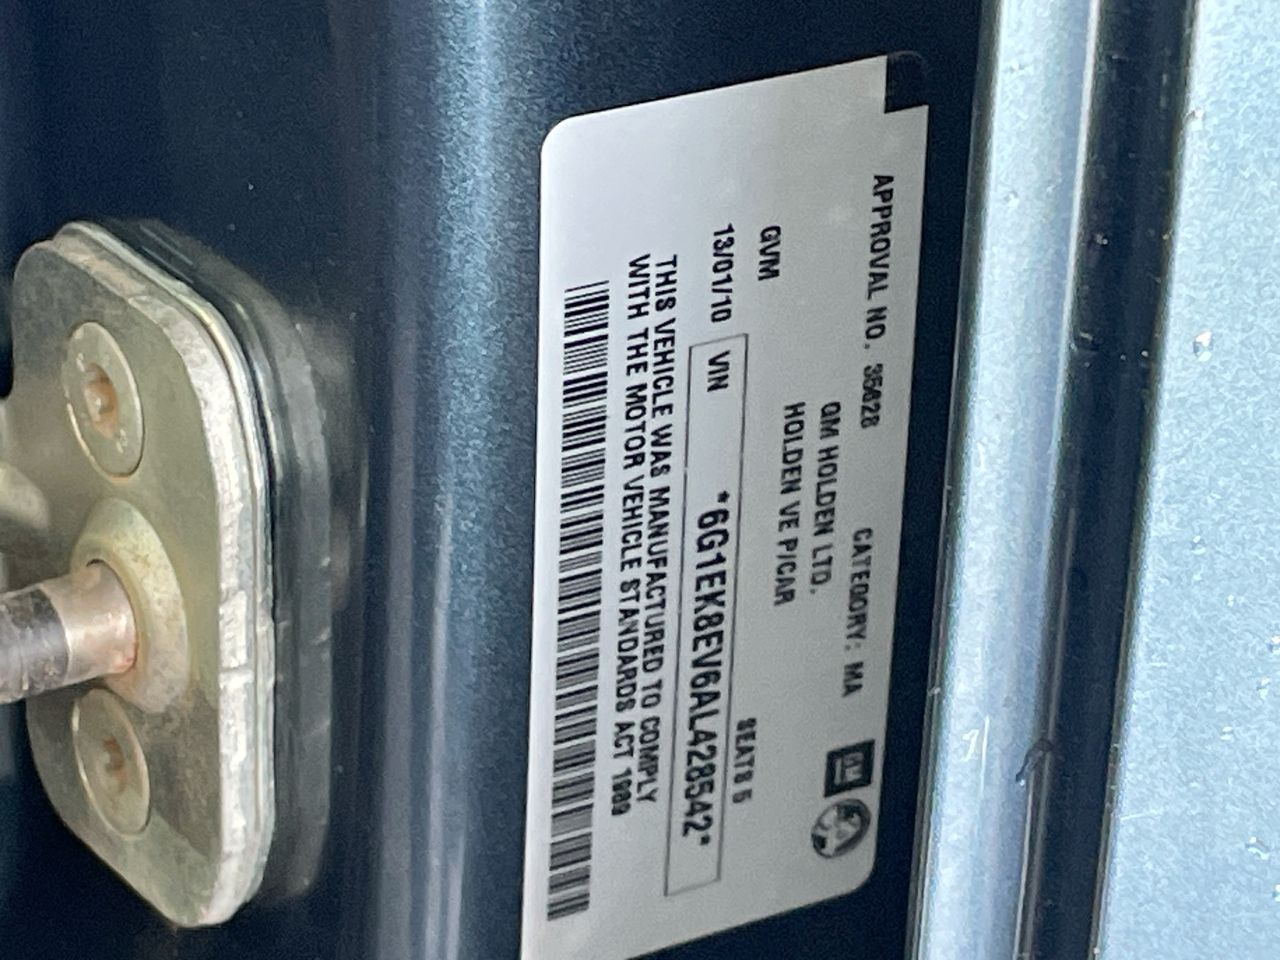 APPROVAL NO. 35628 CATEGORY: MA
GM HOLDEN LTD.
HOLDEN VE P/CAR
GVM SEATS 5
13/01/10 VIN *6G1EK8EV6AL428542*
THIS VEHICLE WAS MANUFACTURED TO COMPLY
WITH THE MOTOR VEHICLE STANDARDS ACT 1989
GM